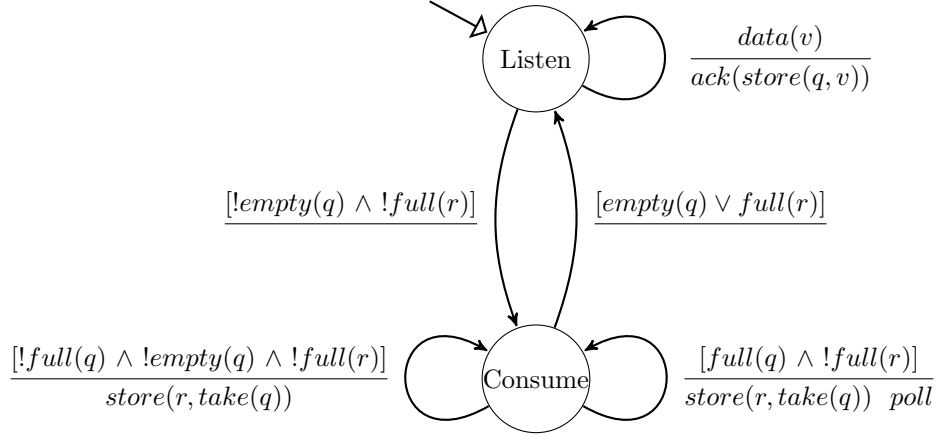 Listen
data(v)
ack(store(q, v))
[!empty(q) ∧ !full(r)]
[empty(q) ∨ full(r)]
[!full(q) ∧ !empty(q) ∧ !full(r)]
store(r, take(q))
Consume
[full(q) ∧ !full(r)]
store(r, take(q)) poll